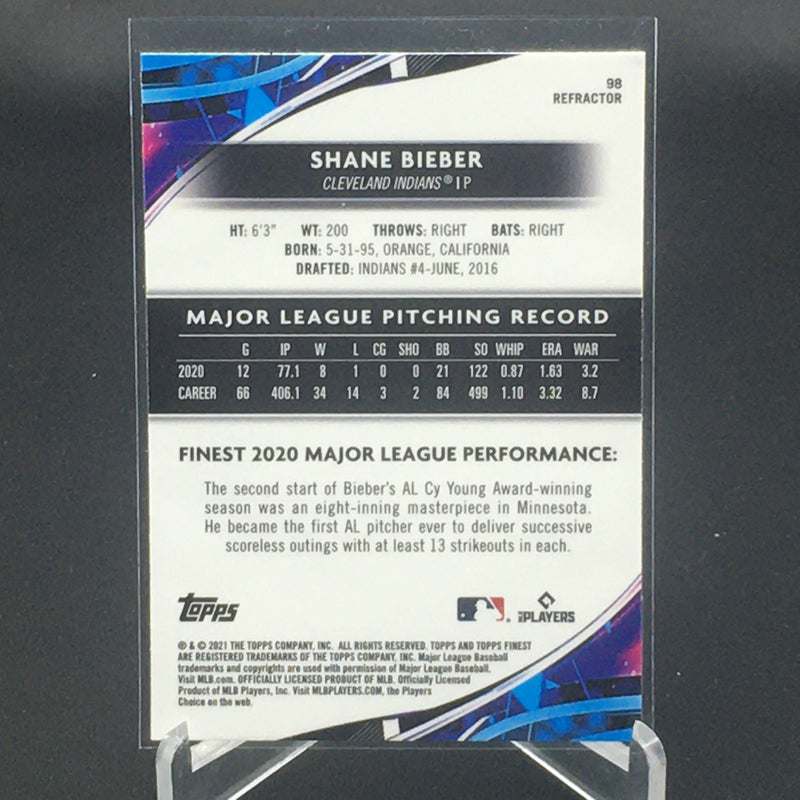 98
REFRACTOR
SHANE BIEBER
CLEVELAND INDIANS® | P
HT: 6'3" WT: 200 THROWS: RIGHT BATS: RIGHT
BORN: 5-31-95, ORANGE, CALIFORNIA
DRAFTED: INDIANS #4-JUNE, 2016
MAJOR LEAGUE PITCHING RECORD
G IP W L CG SHO BB SO WHIP ERA WAR
2020 12 77.1 8 1 0 0 21 122 0.87 1.63 3.2
CAREER 66 406.1 34 14 3 2 84 499 1.10 3.32 8.7
FINEST 2020 MAJOR LEAGUE PERFORMANCE:
The second start of Bieber's AL Cy Young Award-winning
season was an eight-inning masterpiece in Minnesota.
He became the first AL pitcher ever to deliver successive
scoreless outings with at least 13 strikeouts in each.
topps
MLB PLAYERS
® & © 2021 THE TOPPS COMPANY, INC. ALL RIGHTS RESERVED. TOPPS AND TOPPS FINEST
ARE REGISTERED TRADEMARKS OF THE TOPPS COMPANY, INC. Major League Baseball
trademarks and copyrights are used with permission of Major League Baseball.
Visit MLB.com. OFFICIALLY LICENSED PRODUCT OF MLB. Officially Licensed
Product of MLB Players, Inc. Visit MLBPLAYERS.COM, the Players
Choice on the web.